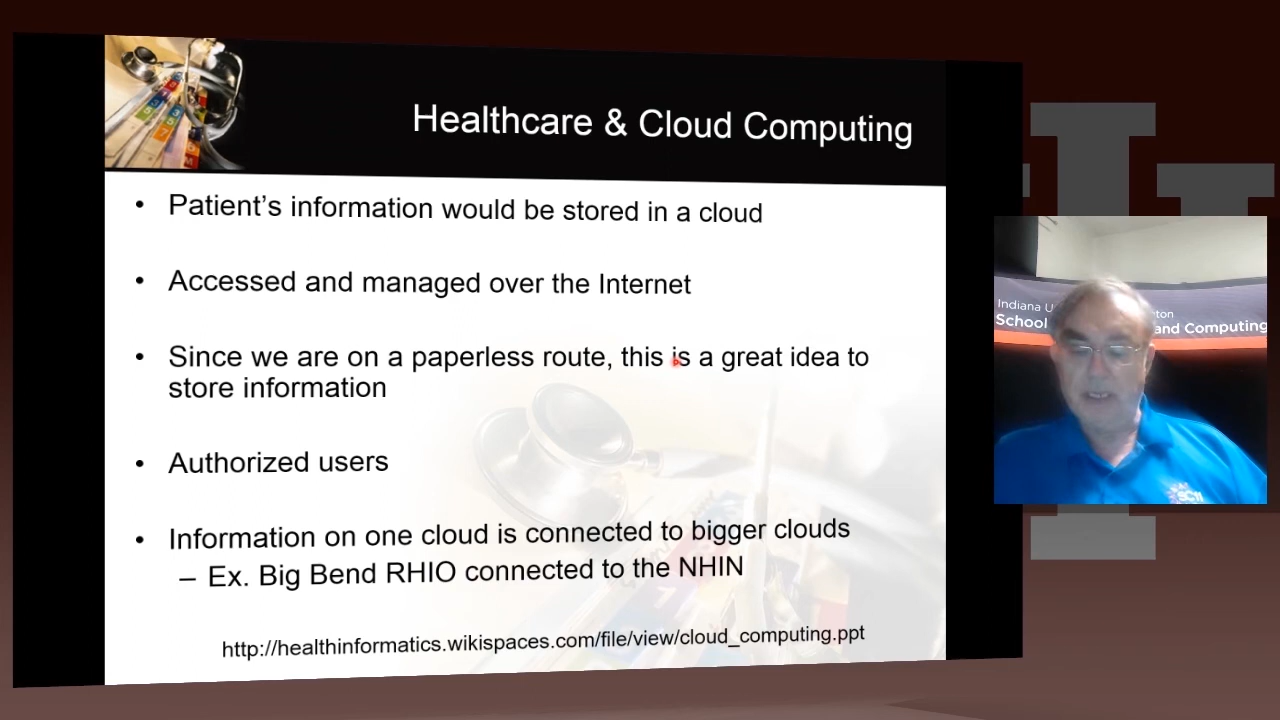 Healthcare & Cloud Computing
• Patient's information would be stored in a cloud
• Accessed and managed over the Internet
• Since we are on a paperless route, this is a great idea to
store information
• Authorized users
• Information on one cloud is connected to bigger clouds
– Ex. Big Bend RHIO connected to the NHIN
http://healthinformatics.wikispaces.com/file/view/cloud_computing.ppt
Indiana U
ton
School
and Computing
SC11